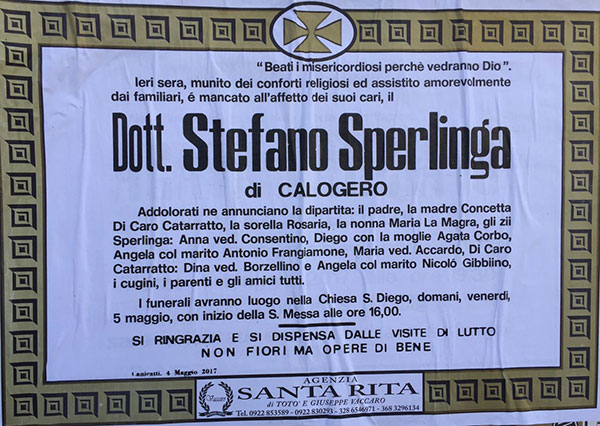 "Beati i misericordiosi perchè vedranno Dio".
Ieri sera, munito dei conforti religiosi ed assistito amorevolmente
dai familiari, é mancato all'affetto dei suoi cari, il
Dott. Stefano Sperlinga
di CALOGERO
Addolorati ne annunciano la dipartita: il padre, la madre Concetta
Di Caro Catarratto, la sorella Rosaria, la nonna Maria La Magra, gli zii
Sperlinga: Anna ved. Consentino, Diego con la moglie Agata Corbo,
Angela col marito Antonio Frangiamone, Maria ved. Accardo, Di Caro
Catarratto: Dina ved. Borzellino e Angela col marito Nicoló Gibbiino,
i cugini, i parenti e gli amici tutti.
I funerali avranno luogo nella Chiesa S. Diego, domani, venerdi,
5 maggio, con inizio della S. Messa alle ore 16,00.
SI RINGRAZIA E SI DISPENSA DALLE VISITE DI LUTTO
NON FIORI MA OPERE DI BENE
Canicattì, 4 Maggio 2017
AGENZIA
SANTA RITA
di TOTO' E GIUSEPPE VACCARO
Vaccaro
Tel. 0922 853589 - 0922 830293 - 328 6546971 - 368 3296134